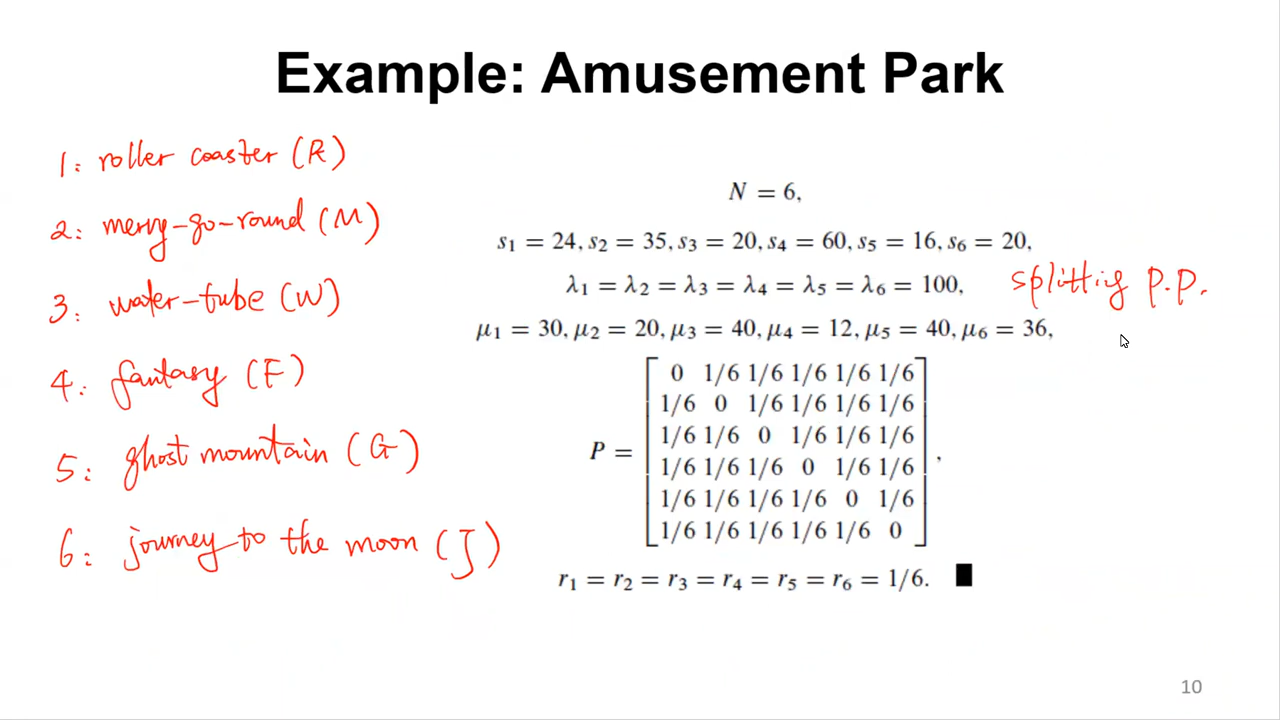 Example: Amusement Park
1: roller coaster (R)
2: merry-go-round (M)
3: water-tube (W)
4: fantasy (F)
5: ghost mountain (G)
6: journey to the moon (J)
N = 6,
s₁ = 24, s₂ = 35, s₃ = 20, s₄ = 60, s₅ = 16, s₆ = 20,
λ₁ = λ₂ = λ₃ = λ₄ = λ₅ = λ₆ = 100,
splitting p.p.
μ₁ = 30, μ₂ = 20, μ₃ = 40, μ₄ = 12, μ₅ = 40, μ₆ = 36,
0 1/6 1/6 1/6 1/6 1/6
1/6 0 1/6 1/6 1/6 1/6
1/6 1/6 0 1/6 1/6 1/6
P = ,
1/6 1/6 1/6 0 1/6 1/6
1/6 1/6 1/6 1/6 0 1/6
1/6 1/6 1/6 1/6 1/6 0
r₁ = r₂ = r₃ = r₄ = r₅ = r₆ = 1/6.
10